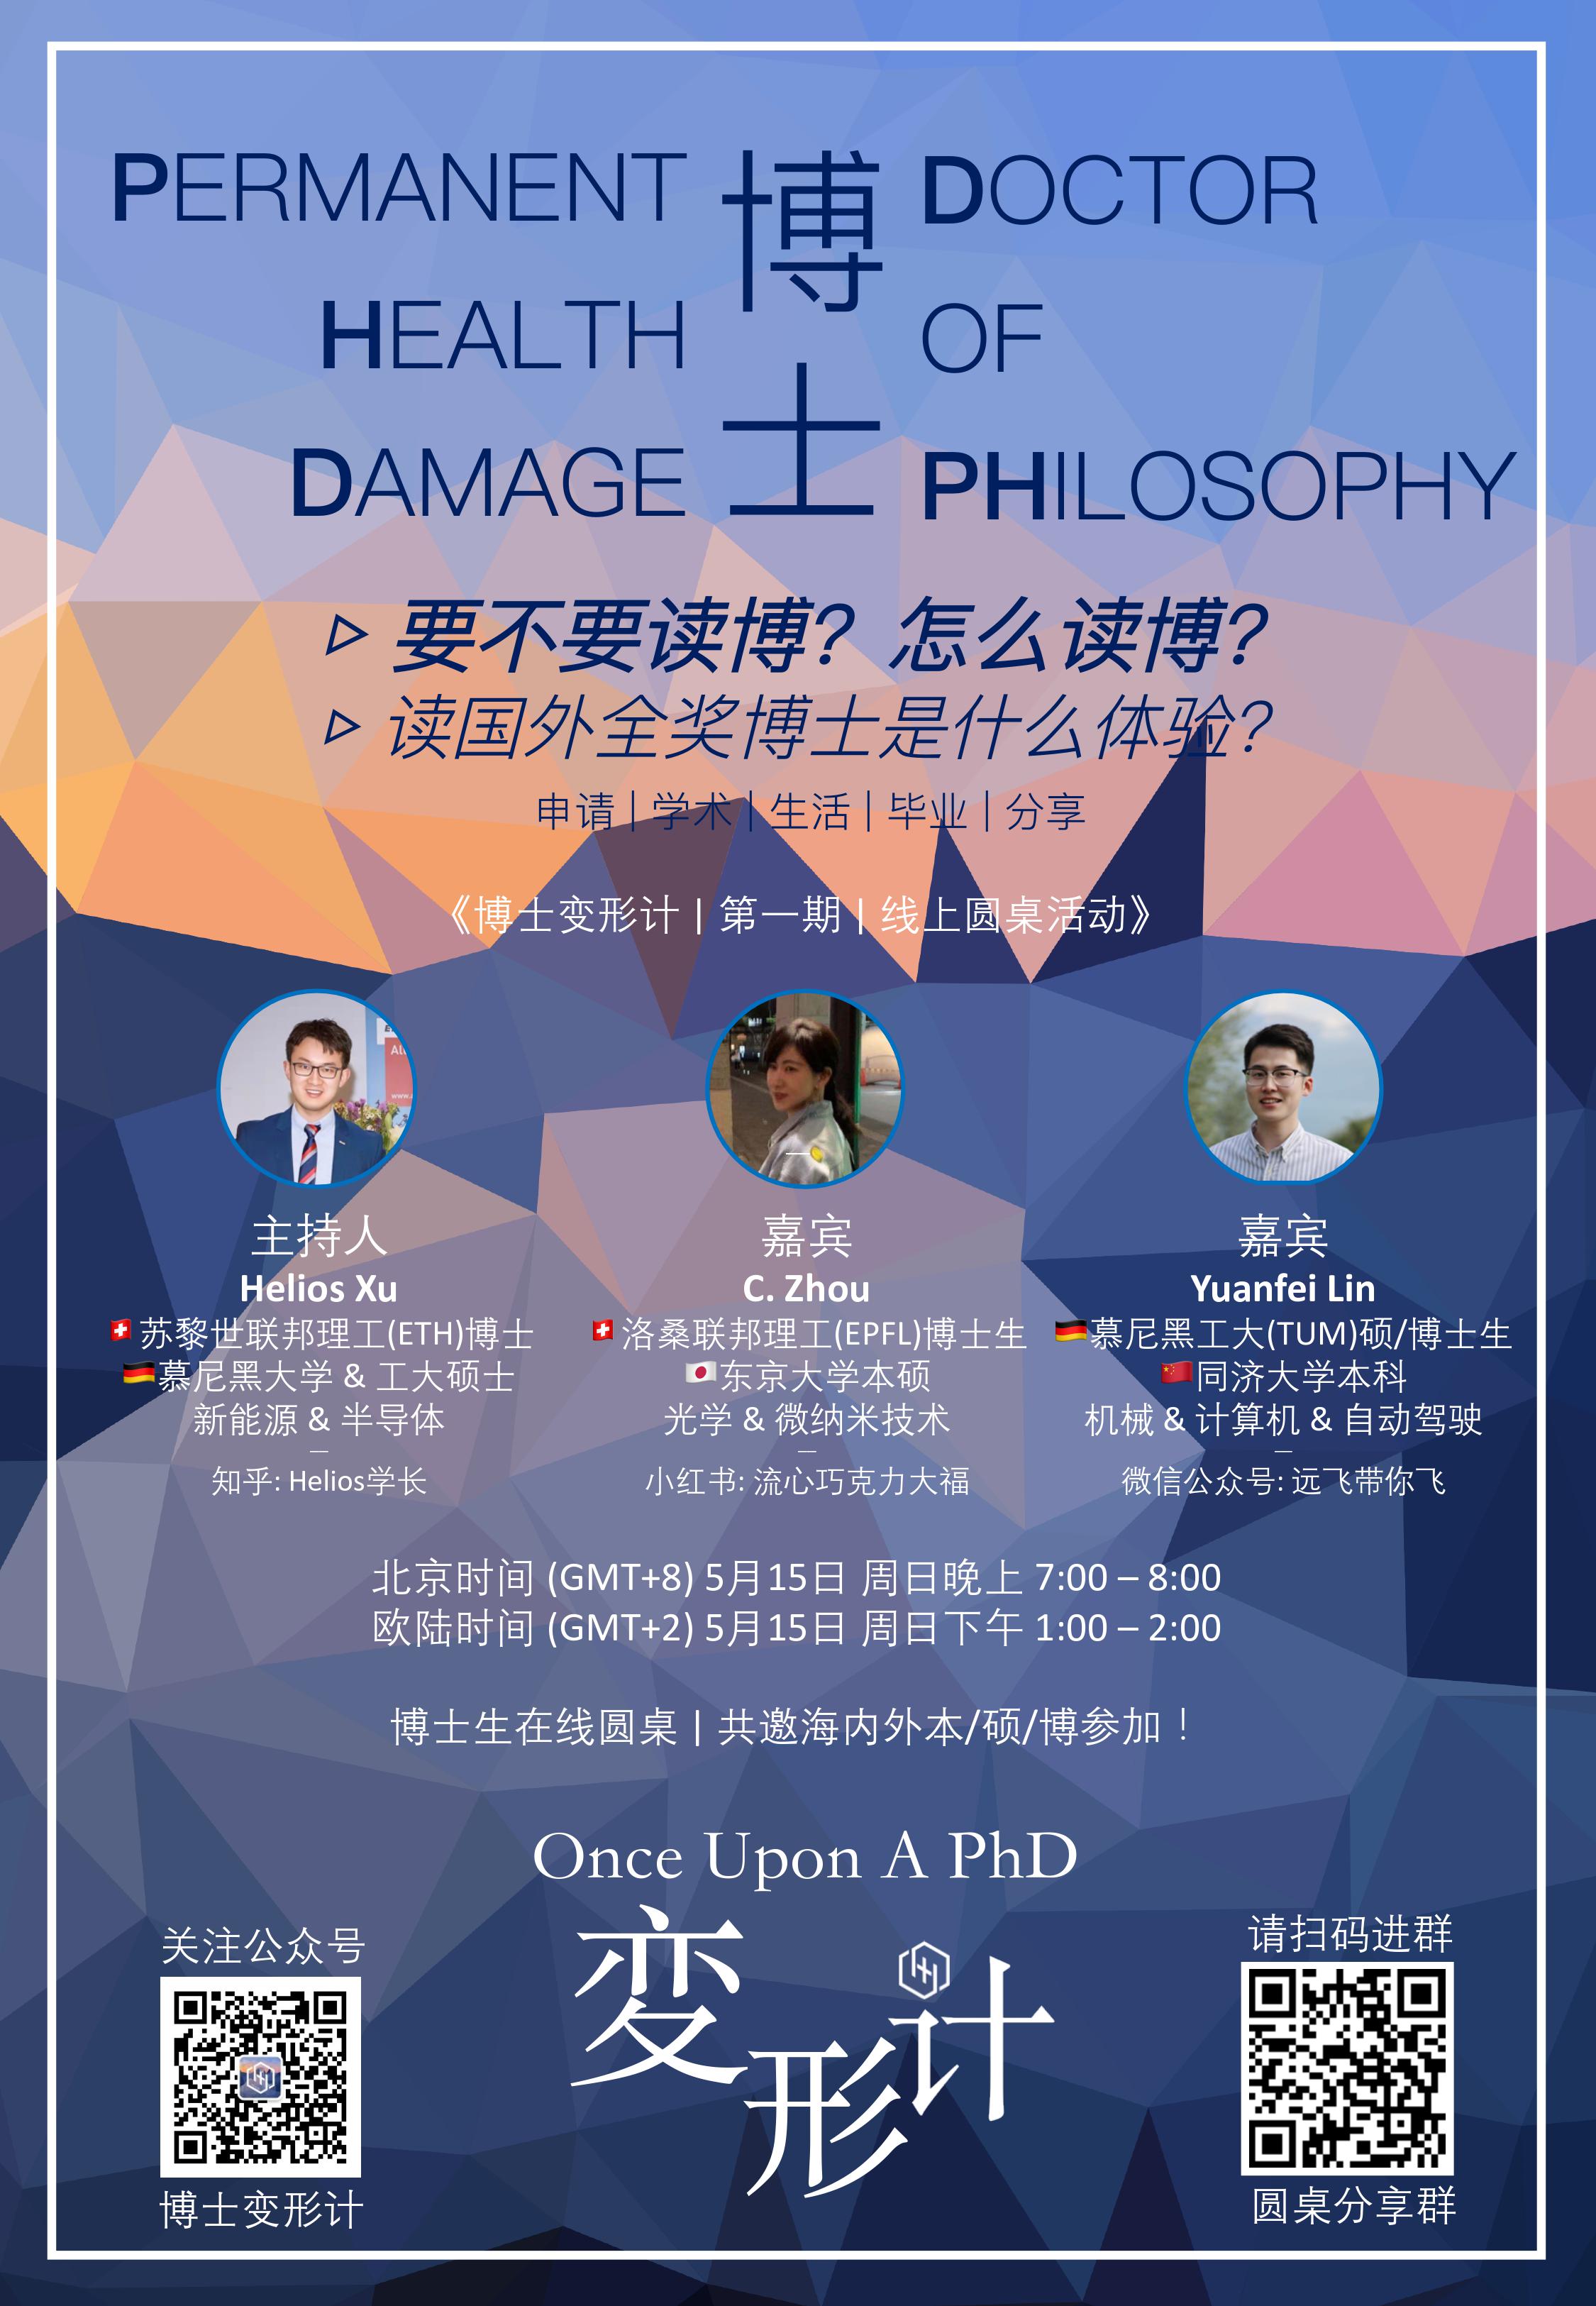 PERMANENT
HEALTH
DAMAGE
博士
DOCTOR
OF
PHILOSOPHY
要不要读博？怎么读博？
读国外全奖博士是什么体验？
申请 | 学术 | 生活 | 毕业 | 分享
《博士变形计 | 第一期 | 线上圆桌活动》
主持人
Helios Xu
苏黎世联邦理工(ETH)博士
慕尼黑大学 & 工大硕士
新能源 & 半导体
知乎: Helios学长
嘉宾
C. Zhou
洛桑联邦理工(EPFL)博士生
东京大学本硕
光学 & 微纳米技术
小红书: 流心巧克力大福
嘉宾
Yuanfei Lin
慕尼黑工大(TUM)硕/博士生
同济大学本科
机械 & 计算机 & 自动驾驶
微信公众号: 远飞带你飞
北京时间 (GMT+8) 5月15日 周日晚上 7:00 – 8:00
欧陆时间 (GMT+2) 5月15日 周日下午 1:00 – 2:00
博士生在线圆桌 | 共邀海内外本/硕/博参加！
Once Upon A PhD
变形计
关注公众号
博士变形计
请扫码进群
圆桌分享群